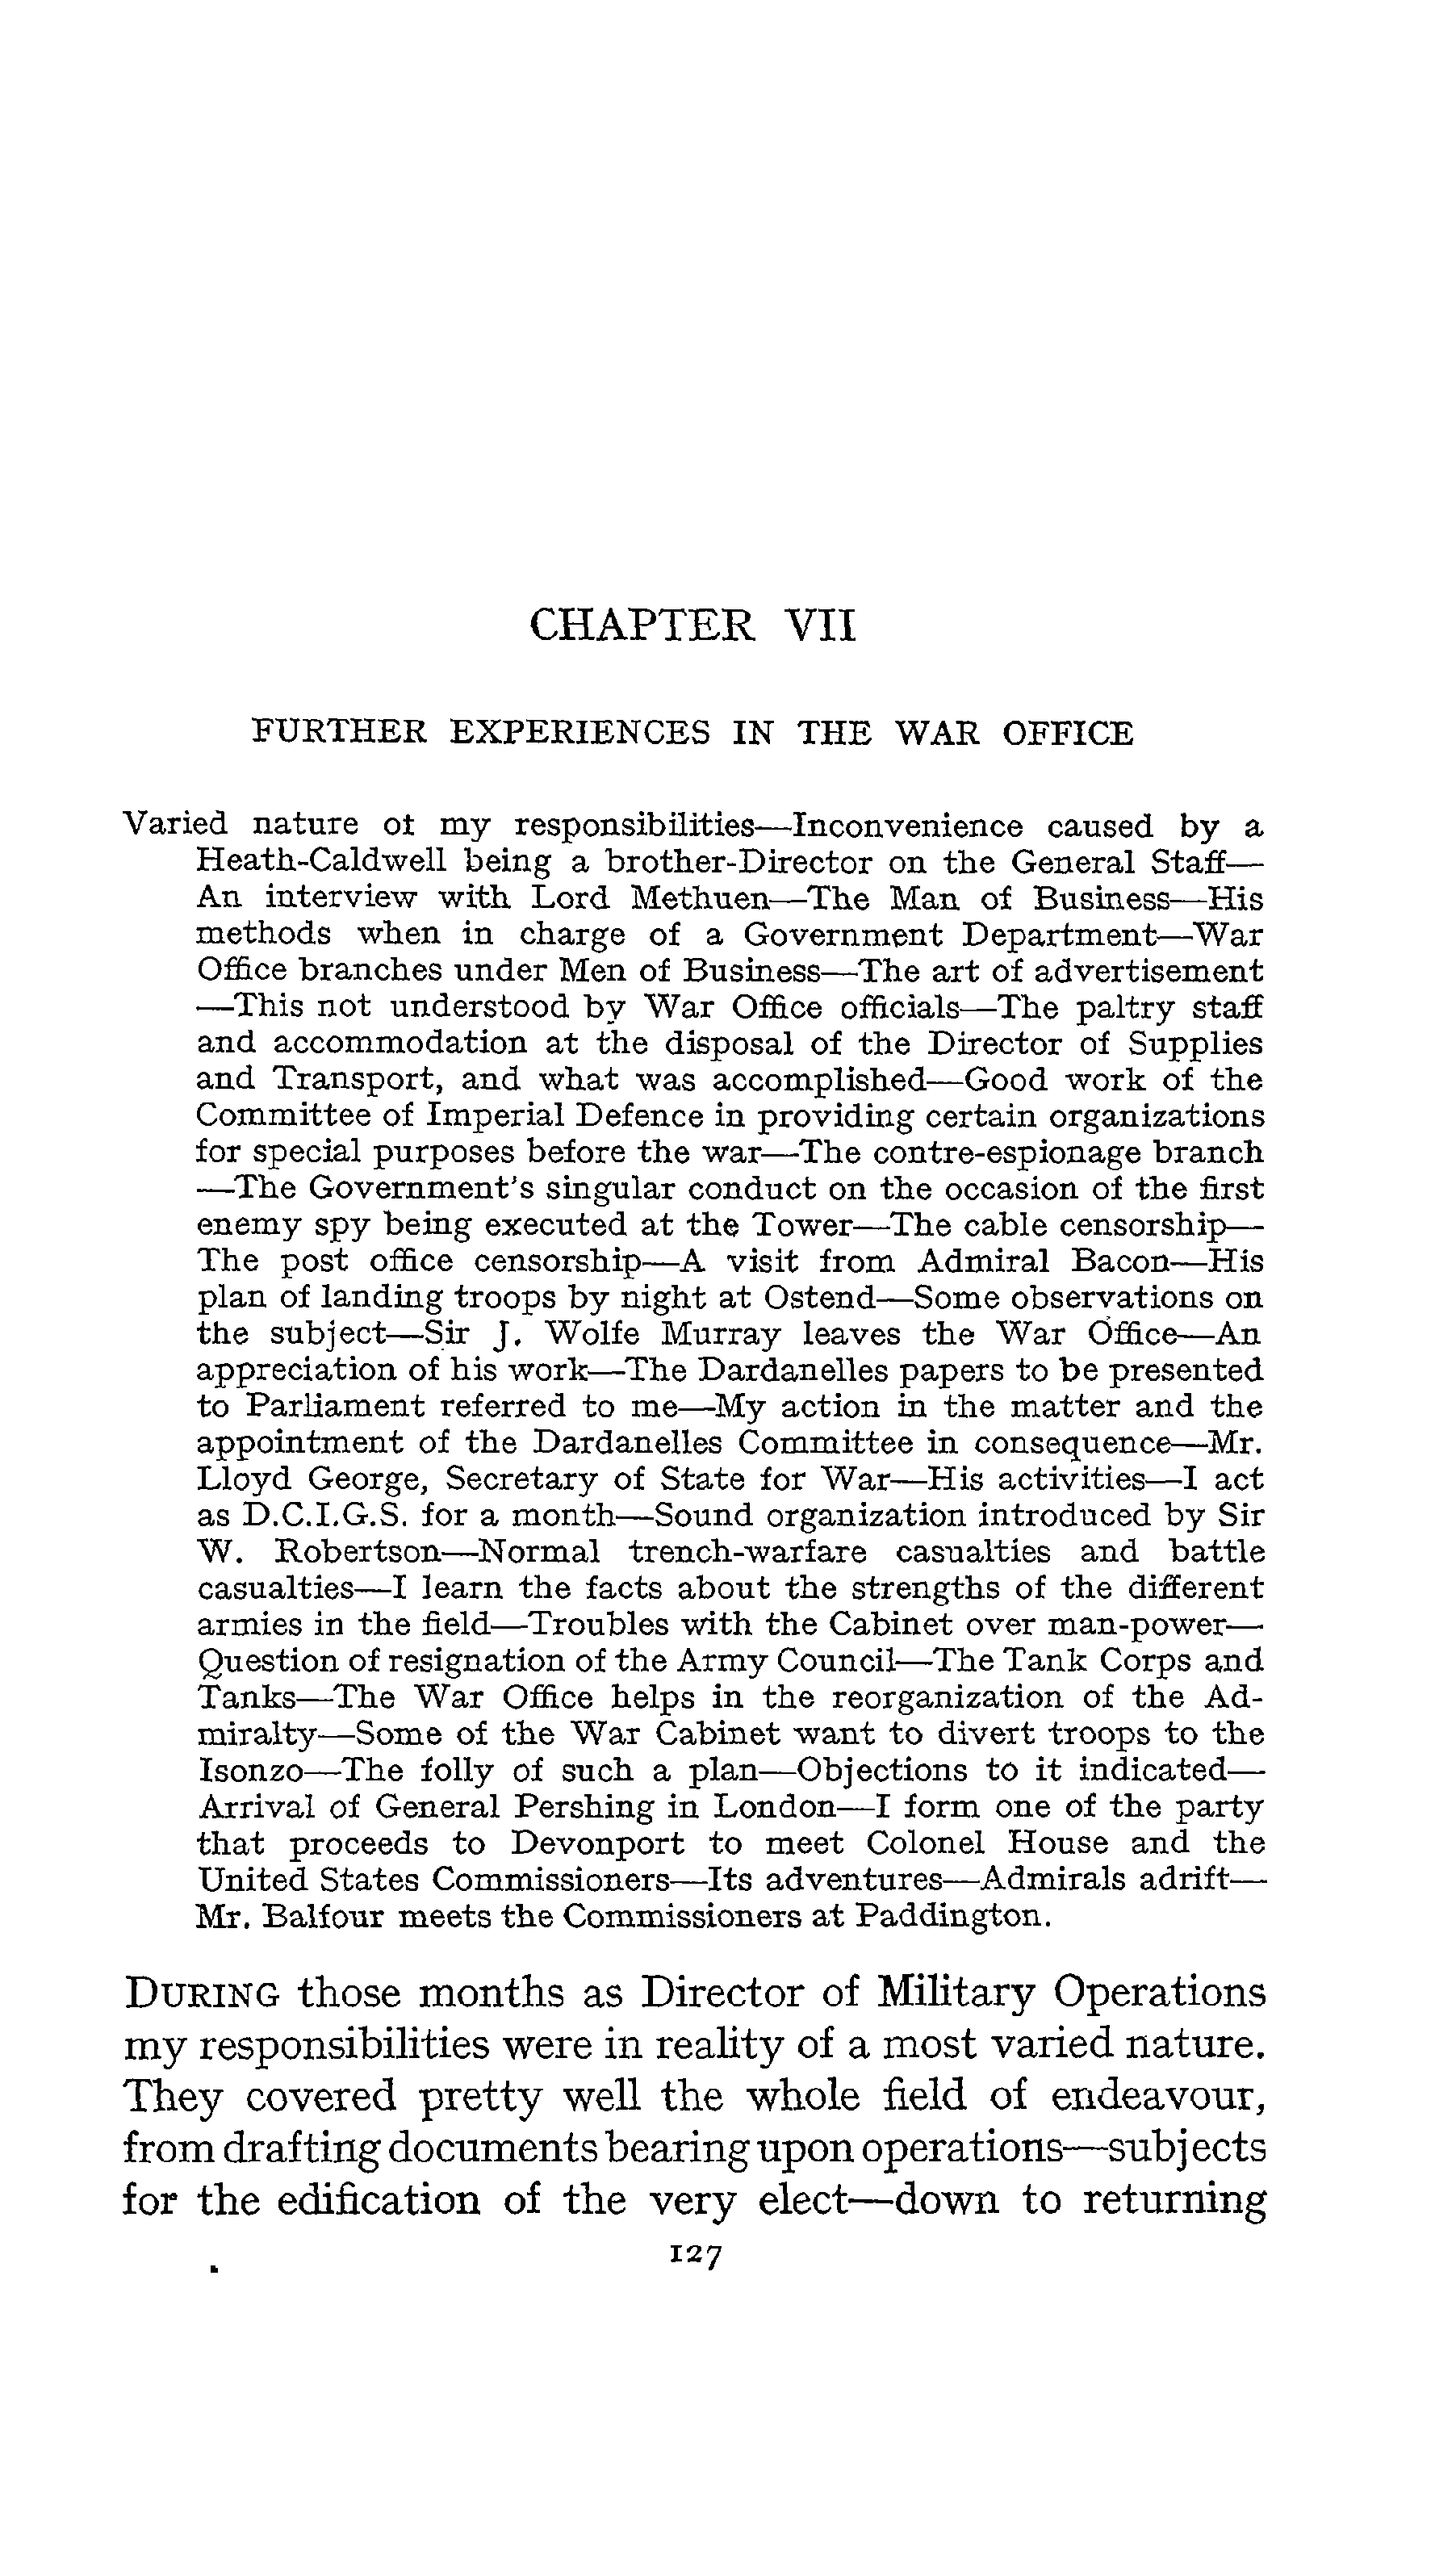 CHAPTER VII
FURTHER EXPERIENCES IN THE WAR OFFICE
Varied nature of my responsibilities—Inconvenience caused by a
Heath-Caldwell being a brother-Director on the General Staff—
An interview with Lord Methuen—The Man of Business—His
methods when in charge of a Government Department—War
Office branches under Men of Business—The art of advertisement
—This not understood by War Office officials—The paltry staff
and accommodation at the disposal of the Director of Supplies
and Transport, and what was accomplished—Good work of the
Committee of Imperial Defence in providing certain organizations
for special purposes before the war—The contre-espionage branch
—The Government's singular conduct on the occasion of the first
enemy spy being executed at the Tower—The cable censorship—
The post office censorship—A visit from Admiral Bacon—His
plan of landing troops by night at Ostend—Some observations on
the subject—Sir J. Wolfe Murray leaves the War Office—An
appreciation of his work—The Dardanelles papers to be presented
to Parliament referred to me—My action in the matter and the
appointment of the Dardanelles Committee in consequence—Mr.
Lloyd George, Secretary of State for War—His activities—I act
as D.C.I.G.S. for a month—Sound organization introduced by Sir
W. Robertson—Normal trench-warfare casualties and battle
casualties—I learn the facts about the strengths of the different
armies in the field—Troubles with the Cabinet over man-power—
Question of resignation of the Army Council—The Tank Corps and
Tanks—The War Office helps in the reorganization of the Ad-
miralty—Some of the War Cabinet want to divert troops to the
Isonzo—The folly of such a plan—Objections to it indicated—
Arrival of General Pershing in London—I form one of the party
that proceeds to Devonport to meet Colonel House and the
United States Commissioners—Its adventures—Admirals adrift—
Mr. Balfour meets the Commissioners at Paddington.
DURING those months as Director of Military Operations
my responsibilities were in reality of a most varied nature.
They covered pretty well the whole field of endeavour,
from drafting documents bearing upon operations—subjects
for the edification of the very elect—down to returning
127